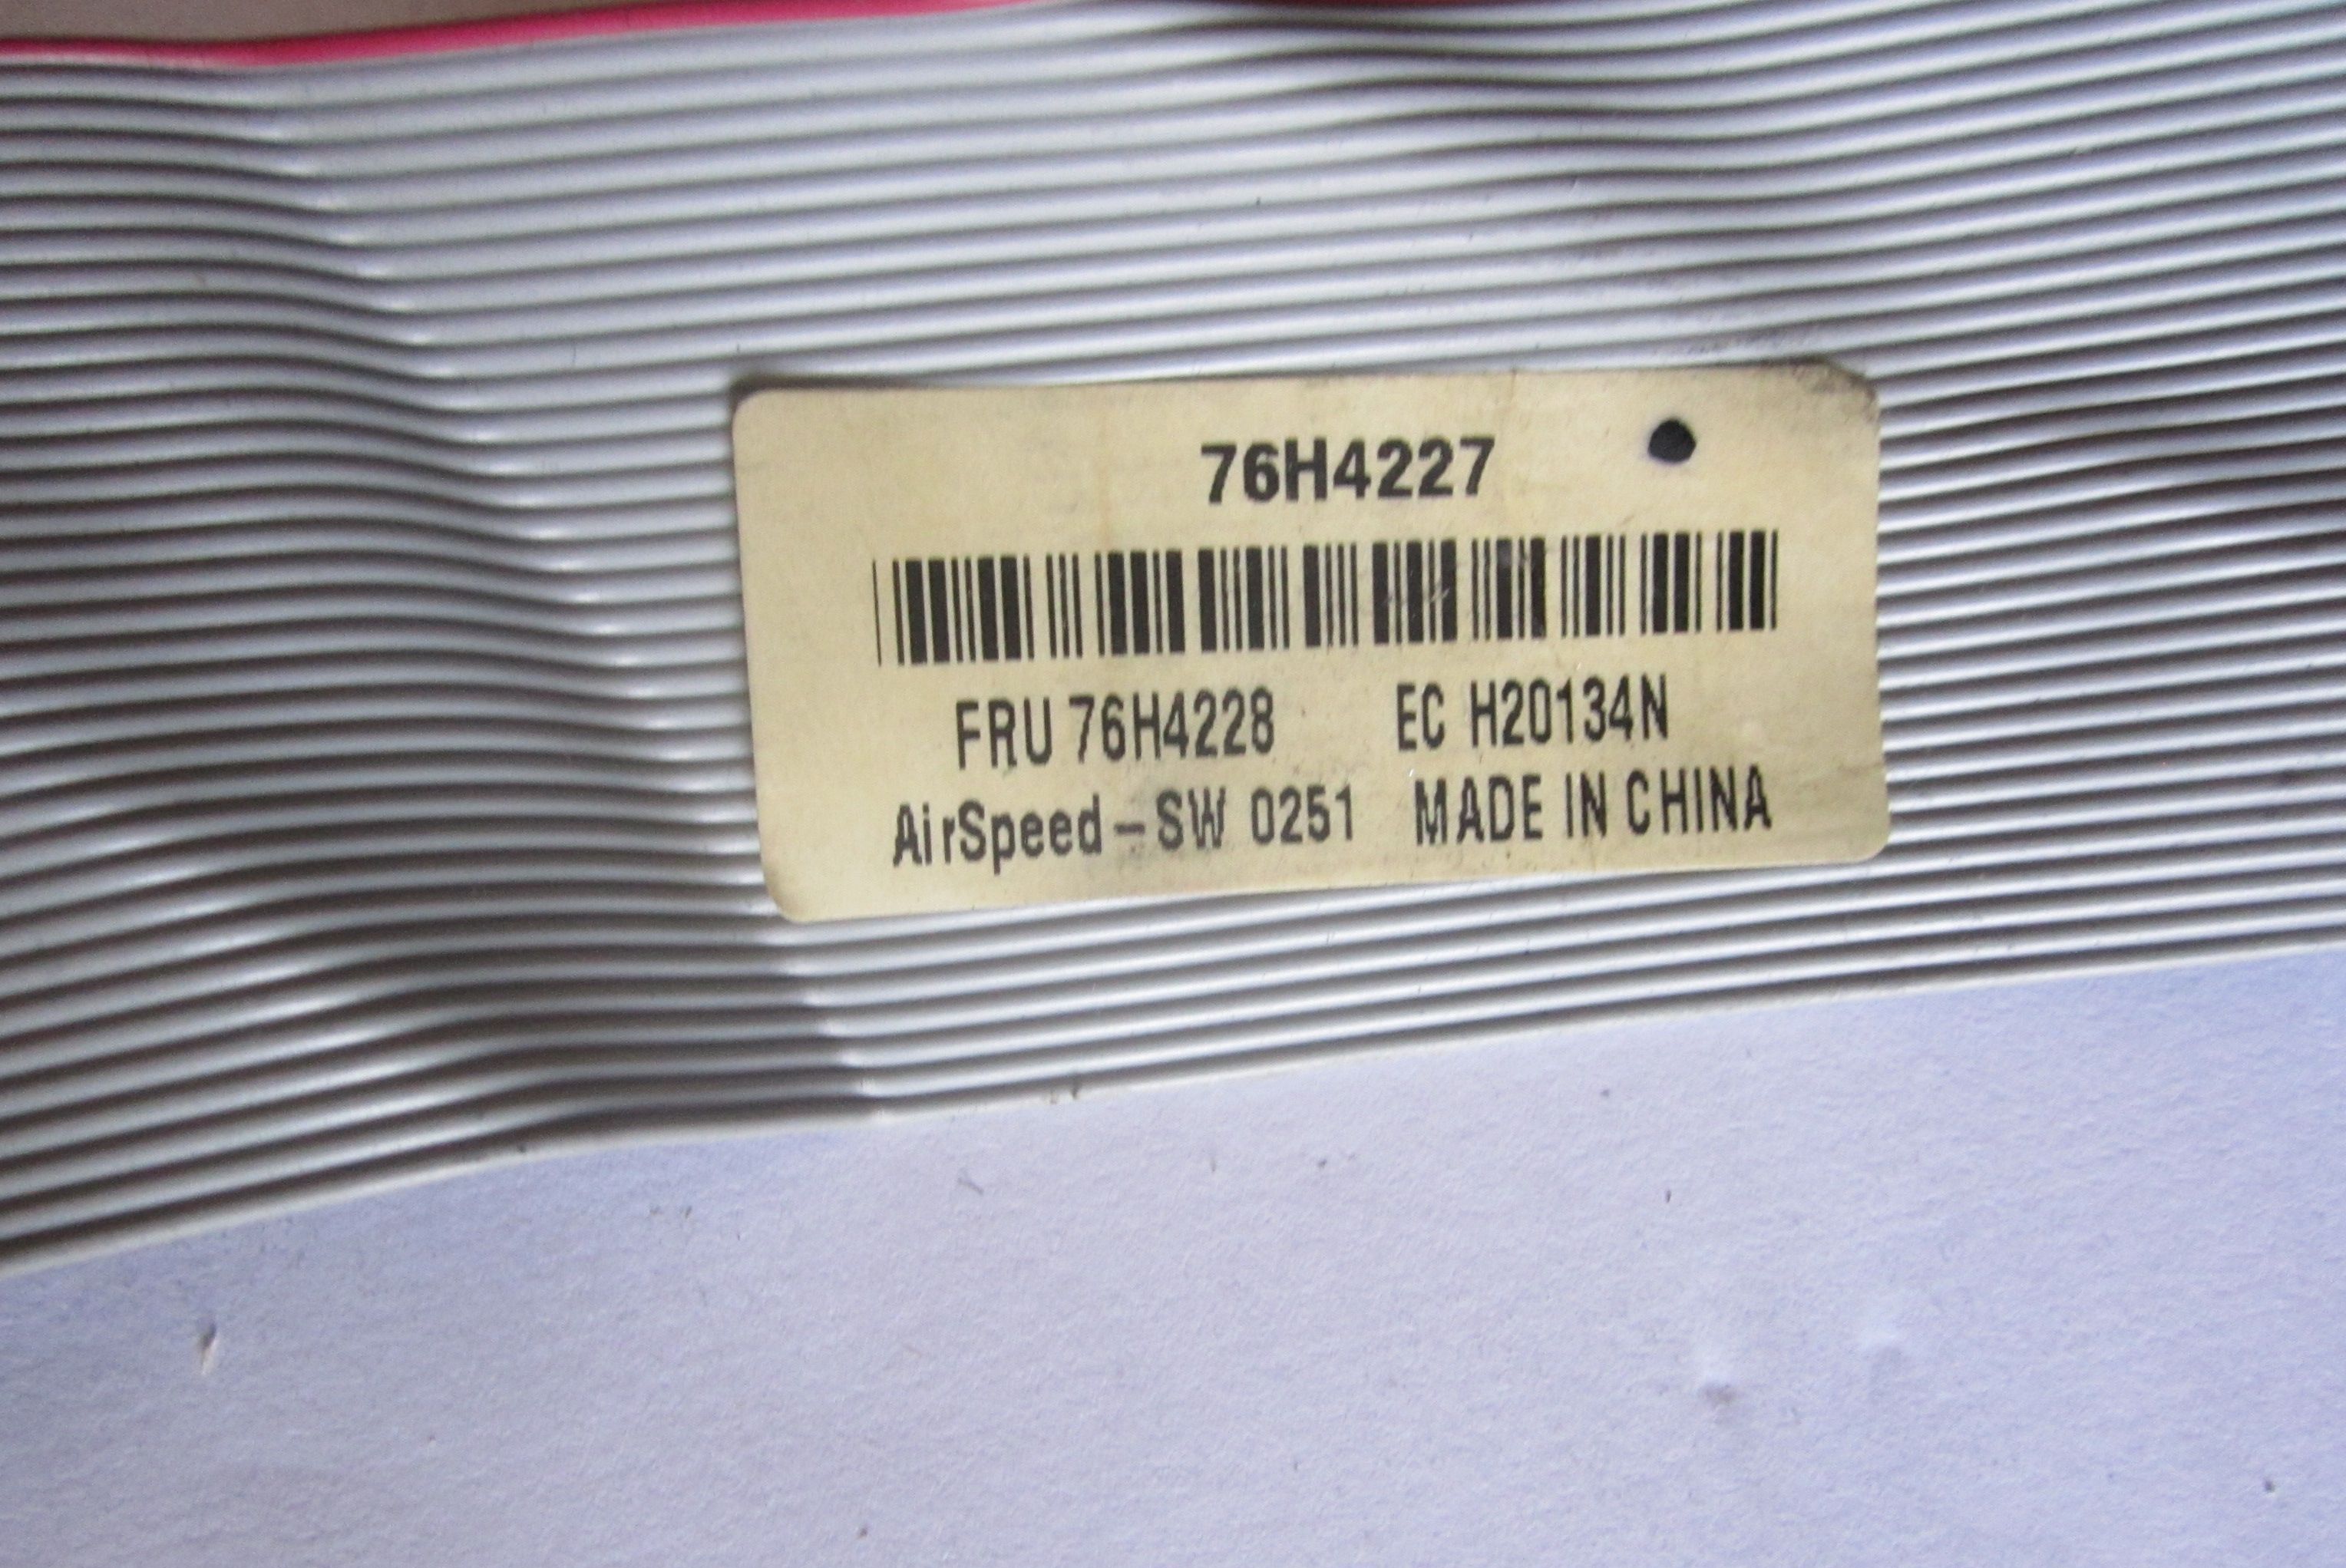 76H4227
FRU 76H4228 EC H20134N
AirSpeed-SW 0251 MADE IN CHINA